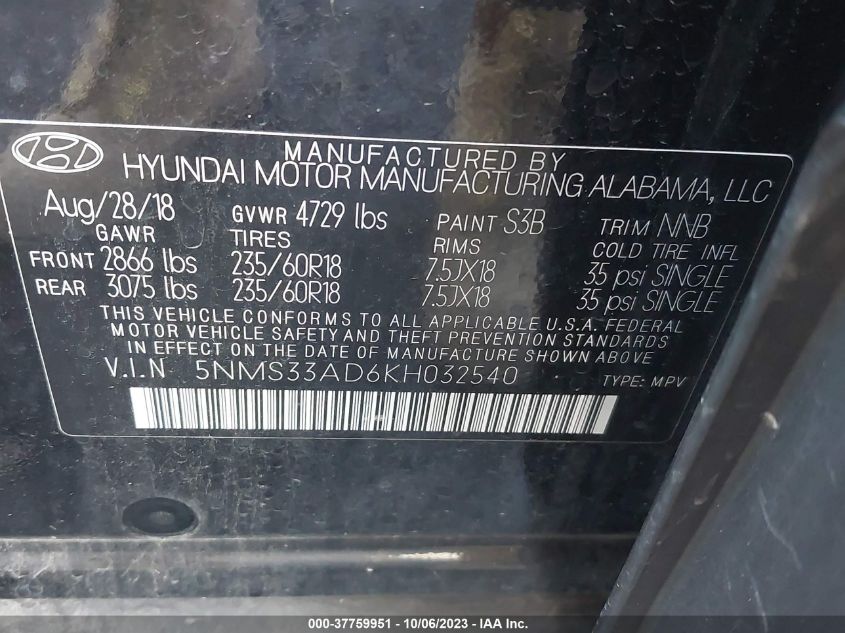 MANUFACTURED BY
HYUNDAI MOTOR MANUFACTURING ALABAMA, LLC
Aug/28/18 GVWR 4729 lbs PAINT S3B TRIM NNB
GAWR TIRES RIMS COLD TIRE INFL
FRONT 2866 lbs 235/60R18 7.5JX18 35 psi SINGLE
REAR 3075 lbs 235/60R18 7.5JX18 35 psi SINGLE
THIS VEHICLE CONFORMS TO ALL APPLICABLE U.S.A. FEDERAL
MOTOR VEHICLE SAFETY AND THEFT PREVENTION STANDARDS
IN EFFECT ON THE DATE OF MANUFACTURE SHOWN ABOVE
V.I.N 5NMS33AD6KH032540 TYPE: MPV
000-37759951 - 10/06/2023 - IAA Inc.